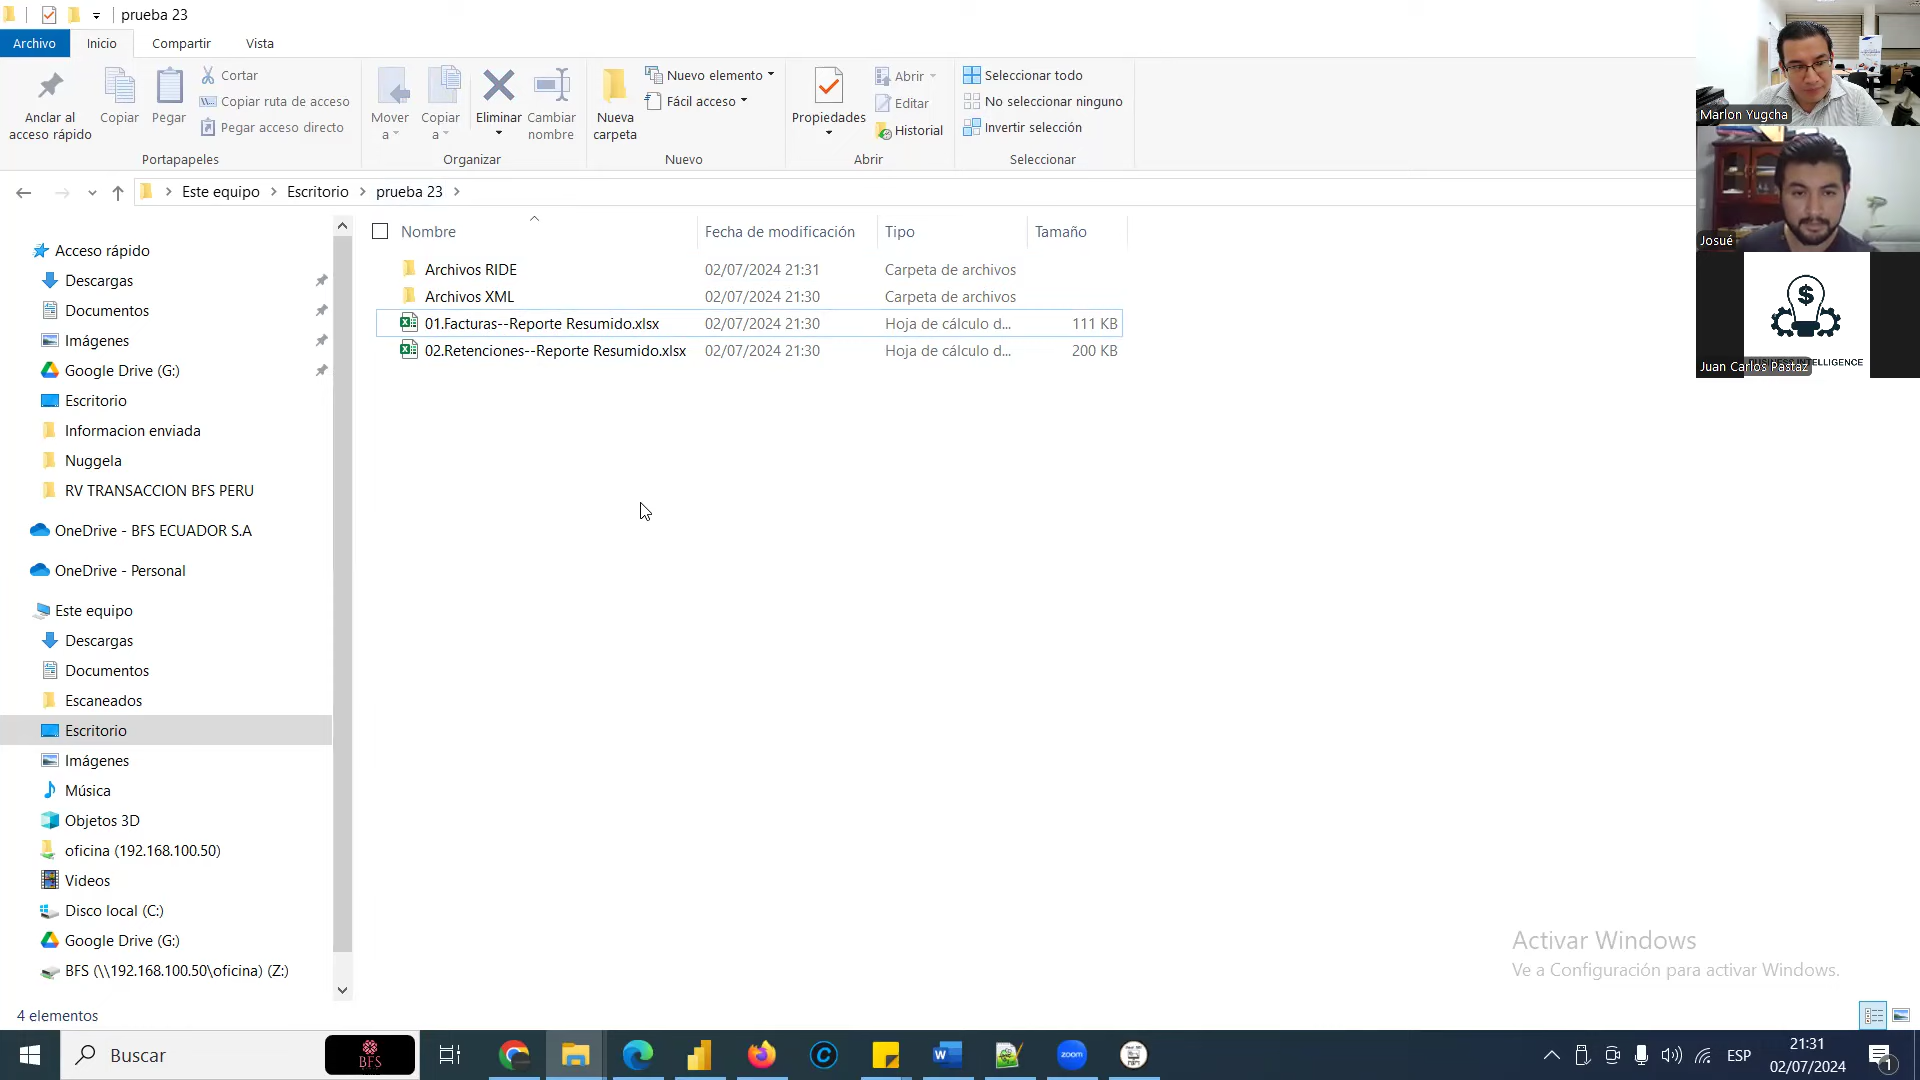 prueba 23
Archivo
Inicio
Compartir
Vista
Anclar al
acceso rápido
Copiar
Pegar
Cortar
Copiar ruta de acceso
Pegar acceso directo
Portapapeles
Mover
a
Copiar
a
Eliminar
Cambiar
nombre
Organizar
Nueva
carpeta
Nuevo elemento
Fácil acceso
Nuevo
Propiedades
Abrir
Editar
Historial
Abrir
Seleccionar todo
No seleccionar ninguno
Invertir selección
Seleccionar
Este equipo
Escritorio
prueba 23
Nombre
Fecha de modificación
Tipo
Tamaño
Archivos RIDE 02/07/2024 21:31 Carpeta de archivos
Archivos XML 02/07/2024 21:30 Carpeta de archivos
01.Facturas--Reporte Resumido.xlsx 02/07/2024 21:30 Hoja de cálculo d... 111 KB
02.Retenciones--Reporte Resumido.xlsx 02/07/2024 21:30 Hoja de cálculo d... 200 KB
Acceso rápido
Descargas
Documentos
Imágenes
Google Drive (G:)
Escritorio
Informacion enviada
Nuggela
RV TRANSACCION BFS PERU
OneDrive - BFS ECUADOR S.A
OneDrive - Personal
Este equipo
Descargas
Documentos
Escaneados
Escritorio
Imágenes
Música
Objetos 3D
oficina (192.168.100.50)
Videos
Disco local (C:)
Google Drive (G:)
BFS (\\192.168.100.50\oficina) (Z:)
4 elementos
Marlon Yugcha
Josué
Juan Carlos Pastaz
Activar Windows
Ve a Configuración para activar Windows.
Buscar
BFS
zoom
ESP
21:31
02/07/2024
1